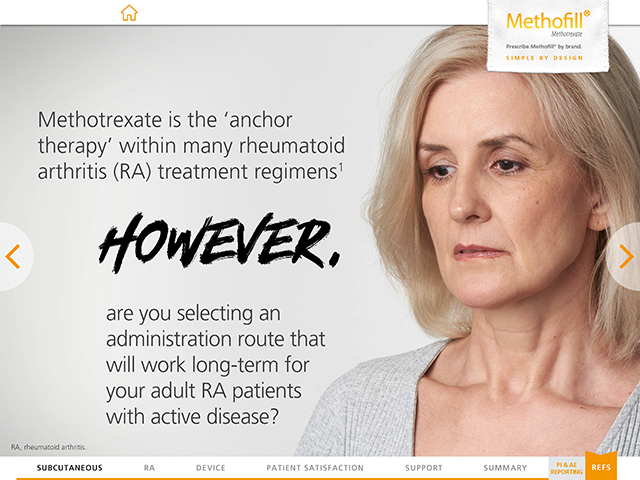 Methofill®
Methotrexate
Prescribe Methofill® by brand.
SIMPLE BY DESIGN
Methotrexate is the ‘anchor
therapy’ within many rheumatoid
arthritis (RA) treatment regimens¹
HOWEVER,
are you selecting an
administration route that
will work long-term for
your adult RA patients
with active disease?
RA, rheumatoid arthritis.
SUBCUTANEOUS RA DEVICE PATIENT SATISFACTION SUPPORT SUMMARY PI & AE REPORTING REFS